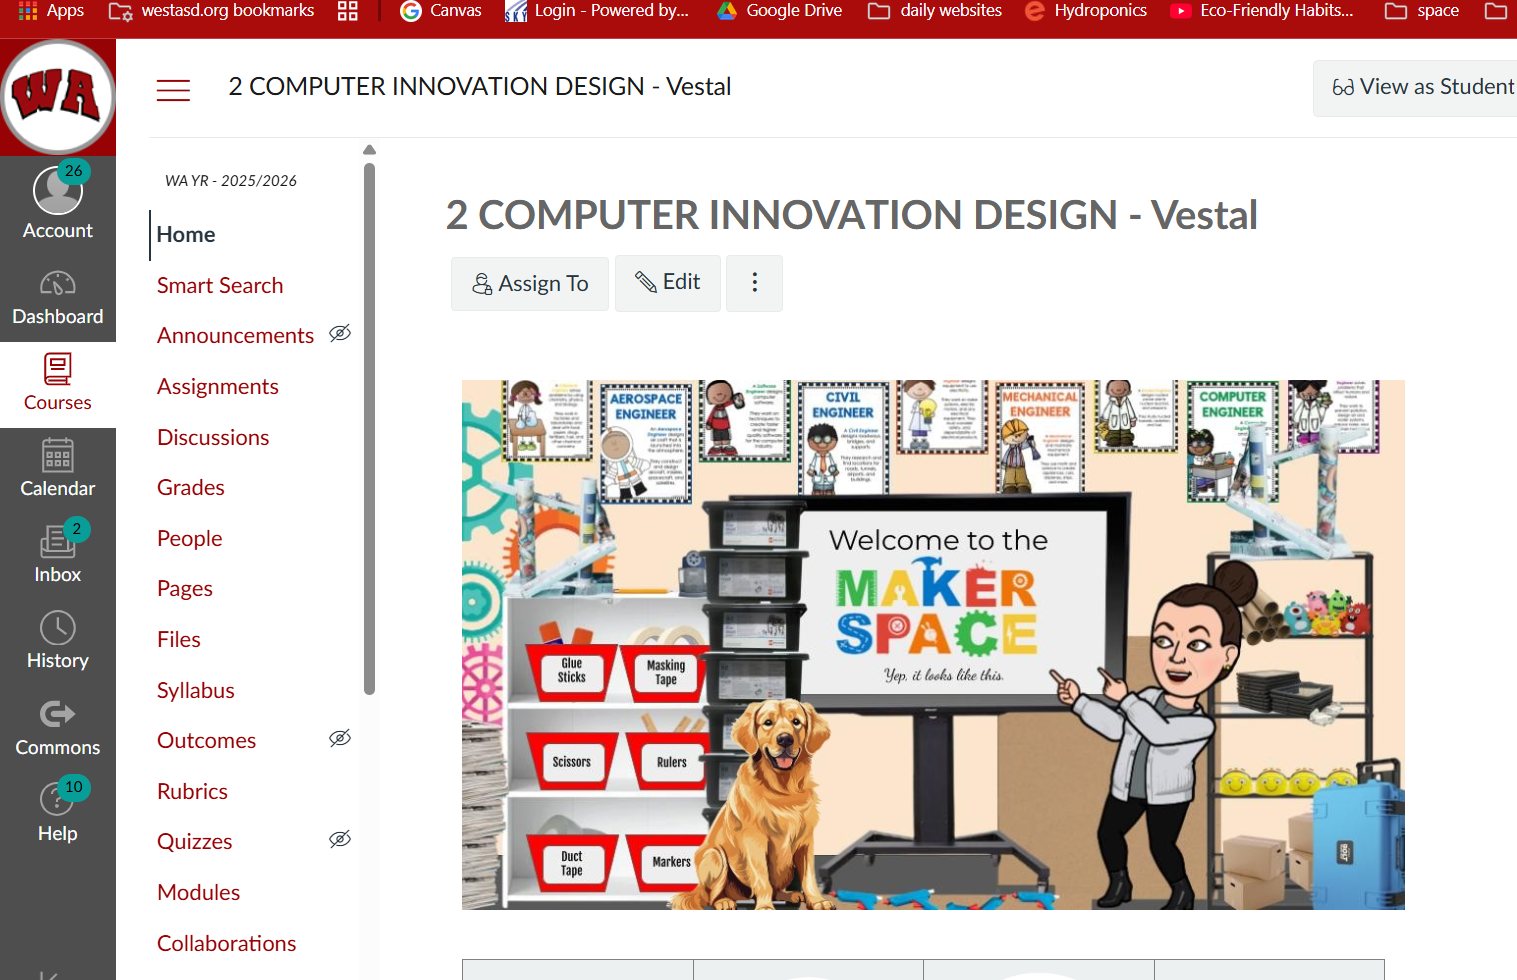 Apps
westasd.org bookmarks
Canvas
SKY
Login - Powered by...
Google Drive
daily websites
Hydroponics
Eco-Friendly Habits...
space
WA
2 COMPUTER INNOVATION DESIGN - Vestal
View as Student
26
Account
Dashboard
Courses
Calendar
2
Inbox
History
Commons
10
Help
WA YR - 2025/2026
Home
Smart Search
Announcements
Assignments
Discussions
Grades
People
Pages
Files
Syllabus
Outcomes
Rubrics
Quizzes
Modules
Collaborations
2 COMPUTER INNOVATION DESIGN - Vestal
Assign To
Edit
AEROSPACE
ENGINEER
CIVIL
ENGINEER
MECHANICAL
ENGINEER
COMPUTER
ENGINEER
Welcome to the
MAKER
SPACE
Yep, it looks like this.
Glue
Sticks
Masking
Tape
Scissors
Rulers
Duct
Tape
Markers
BOLT